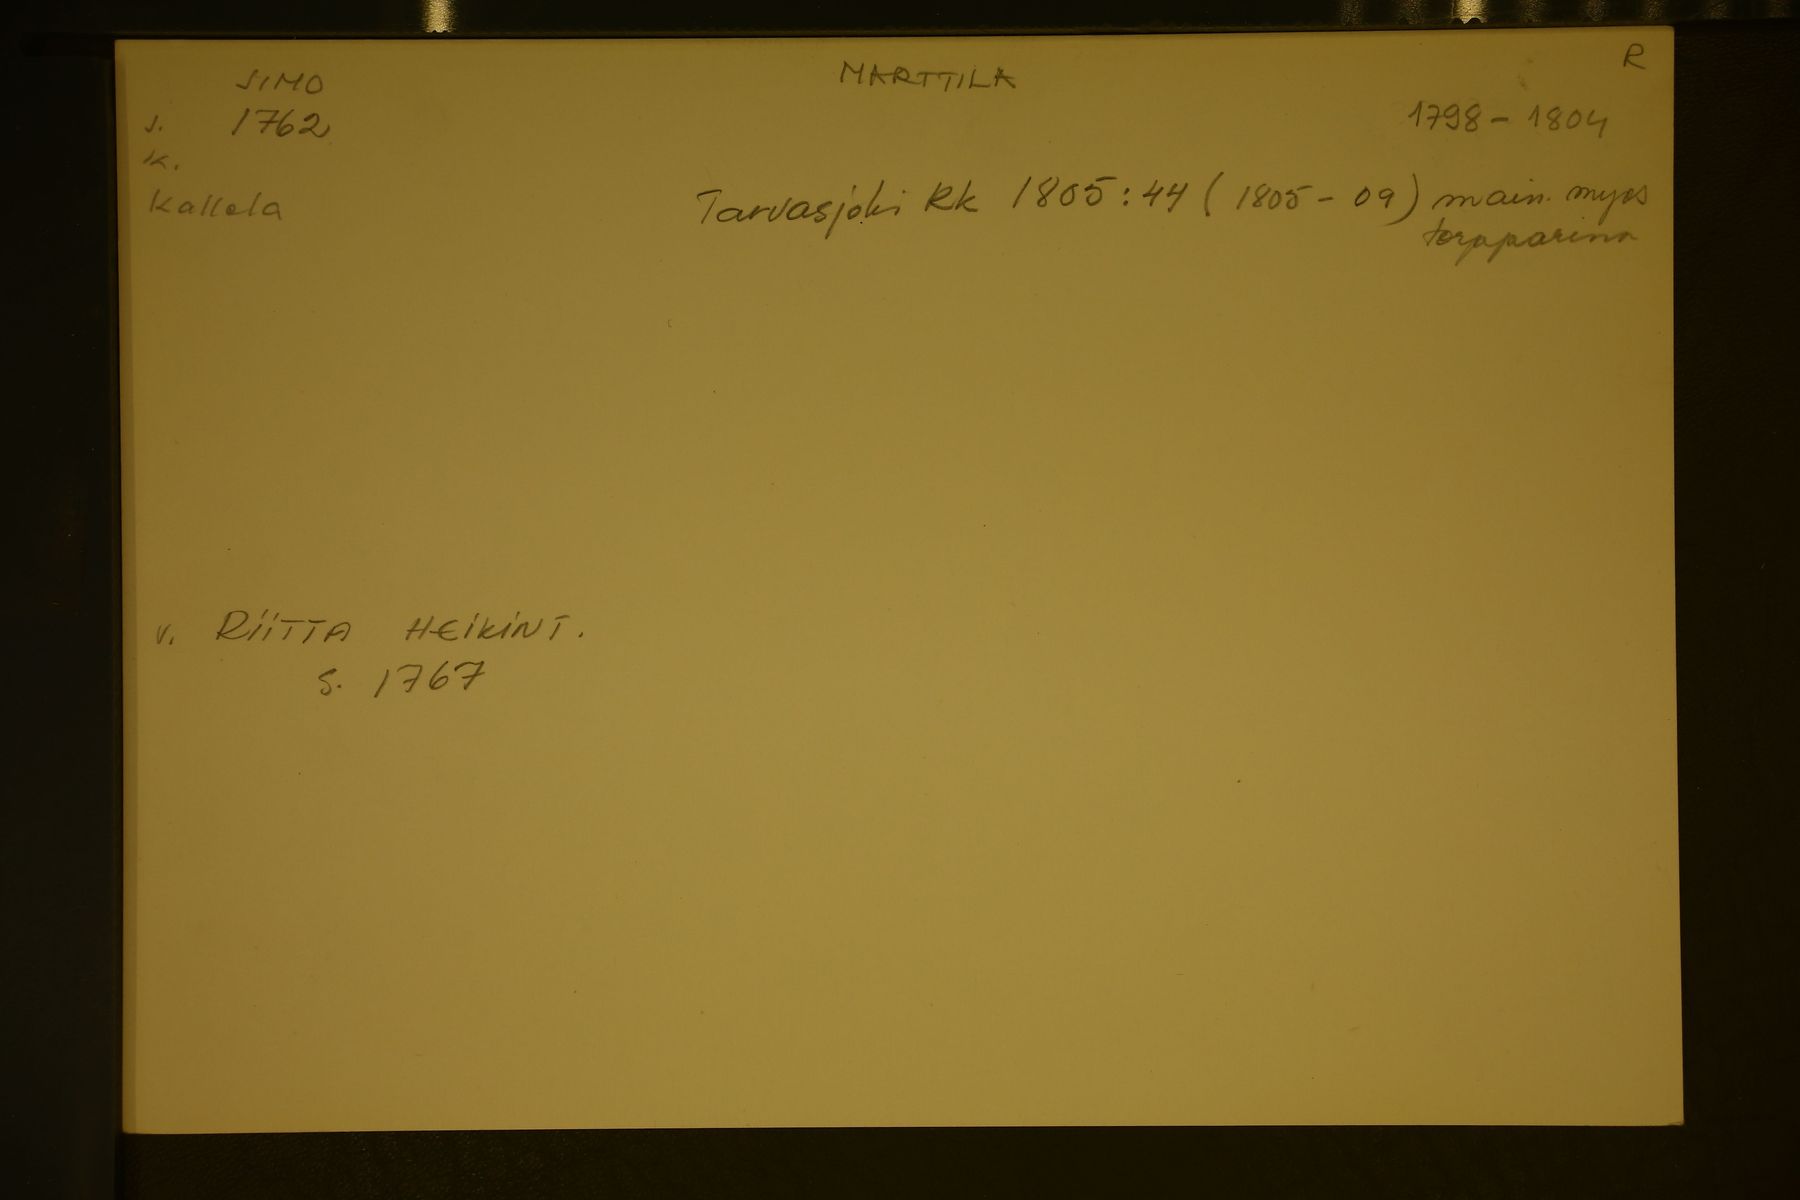 R
SIMO MARTTILA
s. 1762 1798 - 1804
k.
Kallela Tarvasjoki Rk 1805:44 (1805 - 09) main. myös
torpparina
v. RIITTA HEIKINT.
s. 1767